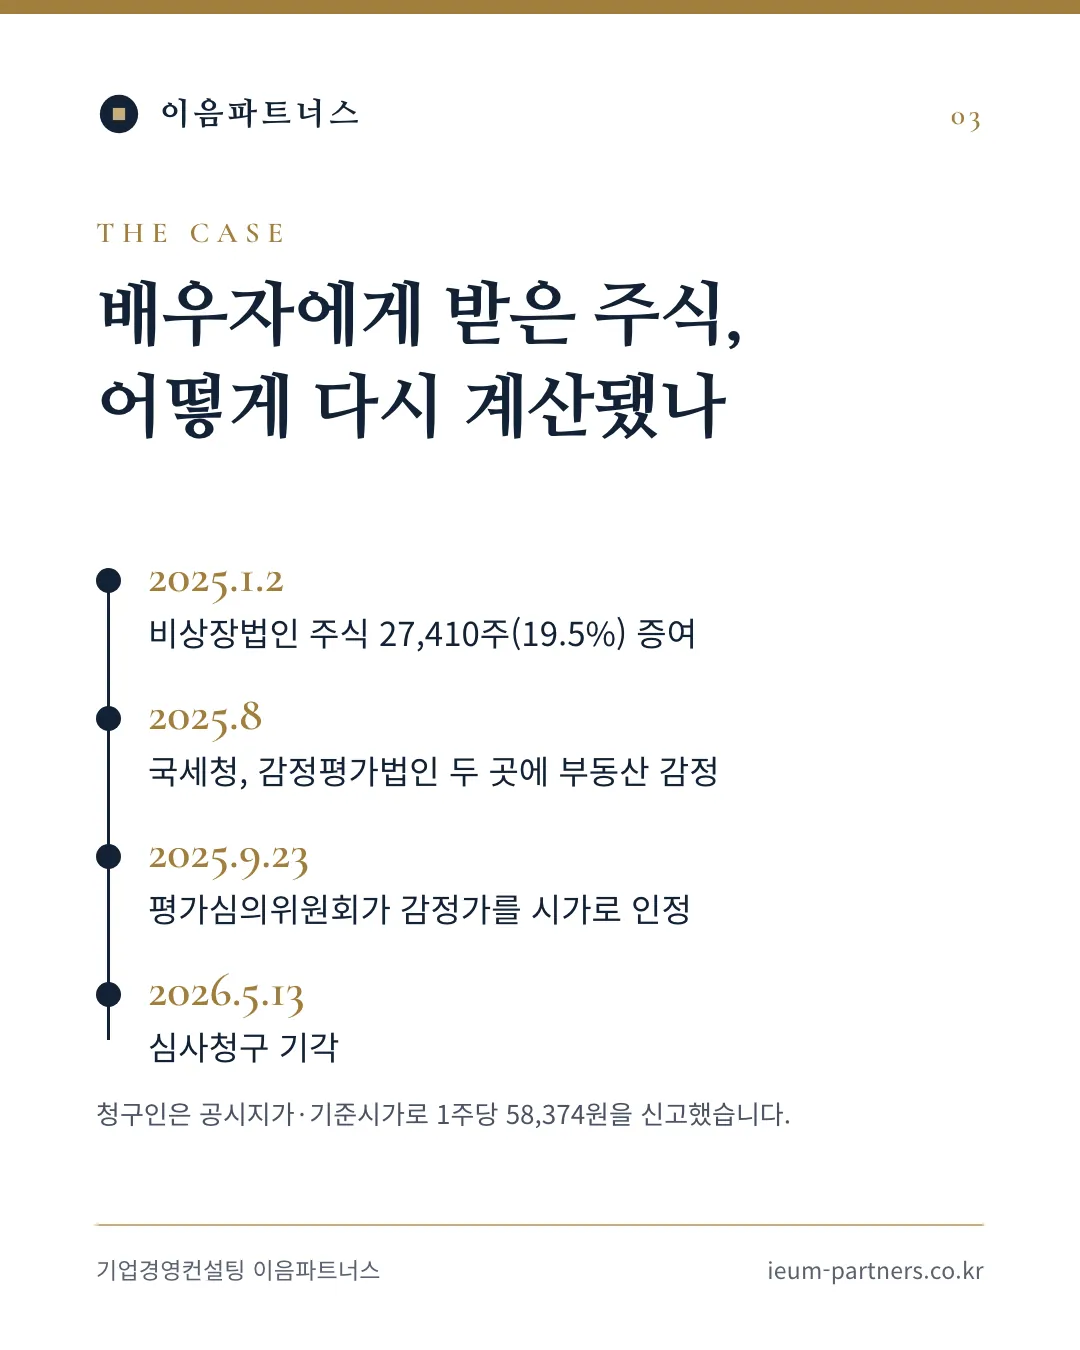 이음파트너스
03
THE CASE
배우자에게 받은 주식,
어떻게 다시 계산됐나
2025.1.2
비상장법인 주식 27,410주(19.5%) 증여
2025.8
국세청, 감정평가법인 두 곳에 부동산 감정
2025.9.23
평가심의위원회가 감정가를 시가로 인정
2026.5.13
심사청구 기각
청구인은 공시지가·기준시가로 1주당 58,374원을 신고했습니다.
기업경영컨설팅 이음파트너스
ieum-partners.co.kr